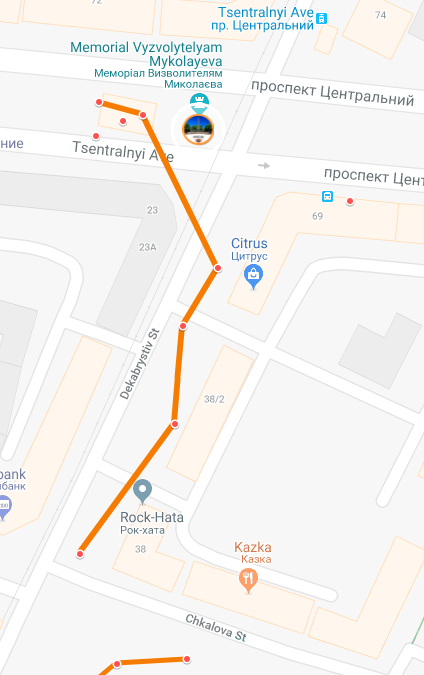 Tsentralnyi Ave
пр. Центральний
74
72
Memorial Vyzvolytelyam
Mykolayeva
Меморіал Визволителям
Миколаєва
проспект Центральний
ние
Tsentralnyi Ave
проспект Цент
23
69
23A
Citrus
Цитрус
Dekabrystiv St
38/2
bank
нбанк
Rock-Hata
Рок-хата
38
Kazka
Казка
Chkalova St